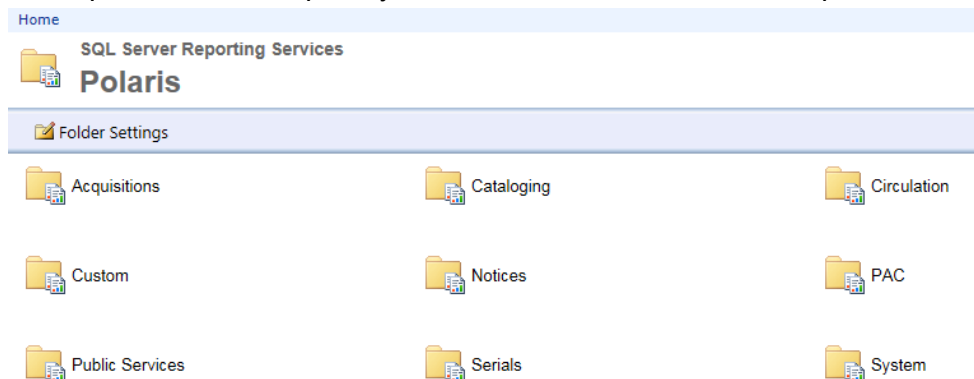 Home
SQL Server Reporting Services
Polaris
Folder Settings
Acquisitions
Cataloging
Circulation
Custom
Notices
PAC
Public Services
Serials
System